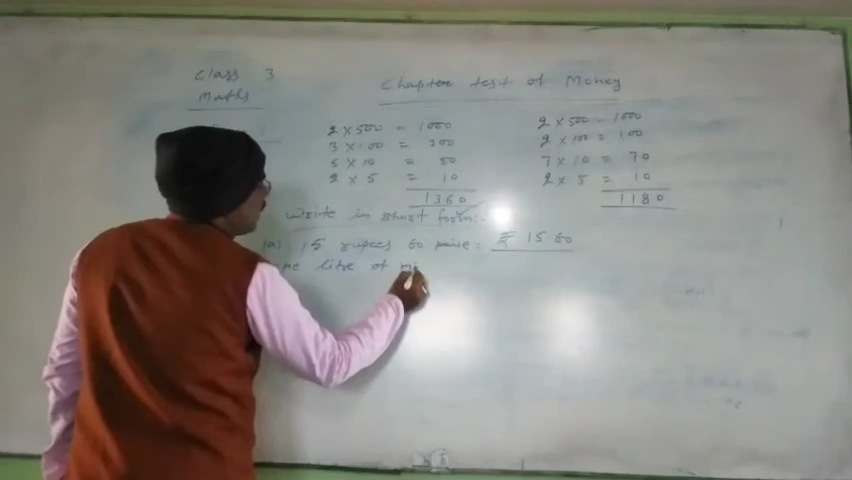 Class 3
Maths
Chapter test of Money
2 × 500 = 1000
3 × 100 = 300
5 × 10 = 50
2 × 5 = 10
1360
2 × 500 = 1000
2 × 100 = 100
7 × 10 = 70
2 × 5 = 10
1180
Write in short form:-
(a) 15 rupees 60 paise = ₹ 15 60
litre of mi